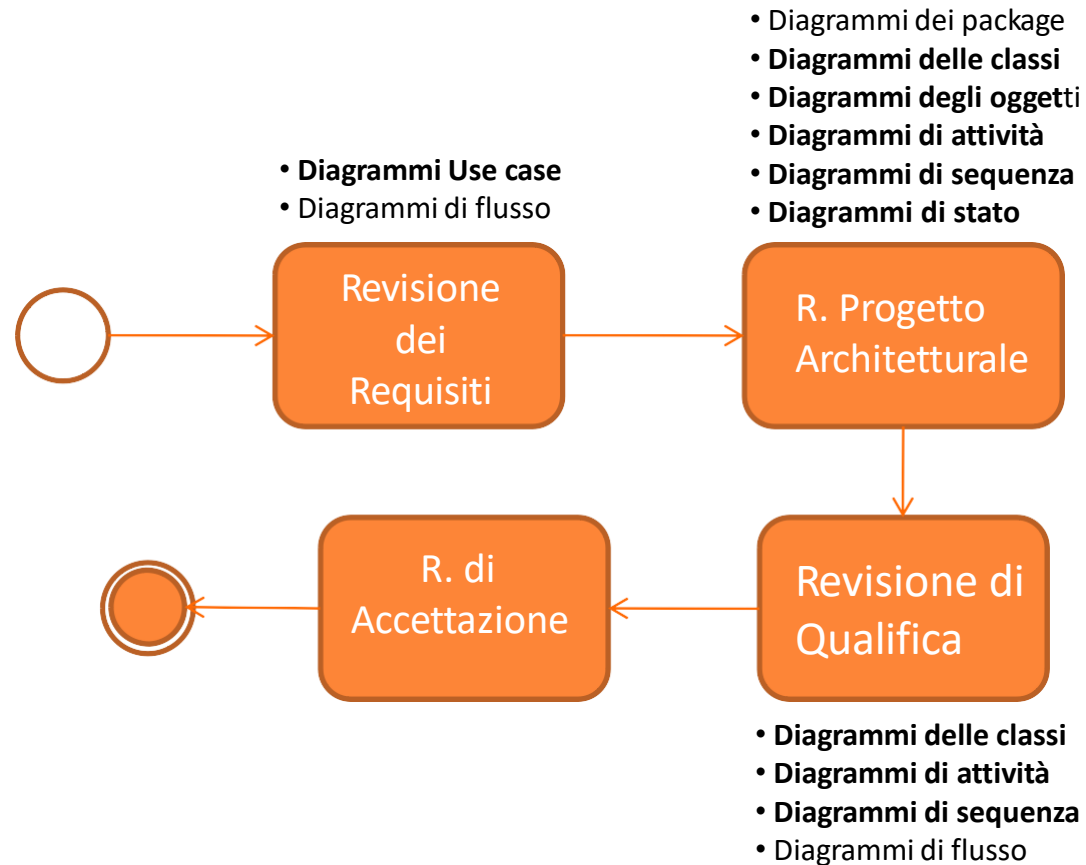 • Diagrammi dei package
• Diagrammi delle classi
• Diagrammi degli oggetti
• Diagrammi di attività
• Diagrammi di sequenza
• Diagrammi di stato
• Diagrammi Use case
• Diagrammi di flusso
Revisione
dei
Requisiti
R. Progetto
Architetturale
R. di
Accettazione
Revisione di
Qualifica
• Diagrammi delle classi
• Diagrammi di attività
• Diagrammi di sequenza
• Diagrammi di flusso